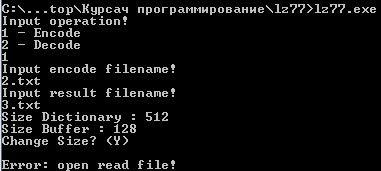 C:\...top\Курсач программирование\lz77>lz77.exe
Input operation!
1 - Encode
2 - Decode
1
Input encode filename!
2.txt
Input result filename!
3.txt
Size Dictionary : 512
Size Buffer : 128
Change Size? (Y)
Error: open read file!